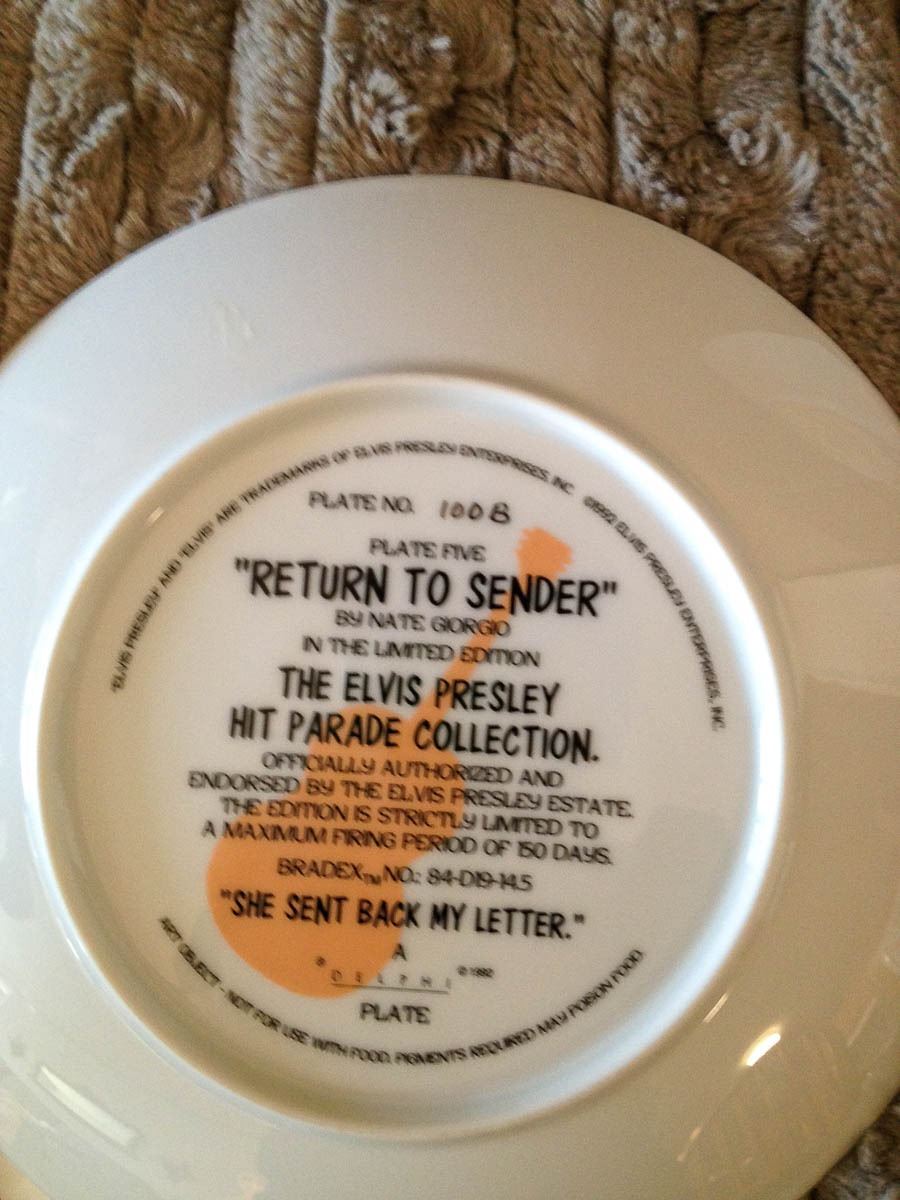 "ELVIS PRESLEY" AND "ELVIS" ARE TRADEMARKS OF ELVIS PRESLEY ENTERPRISES, INC ©1992 ELVIS PRESLEY ENTERPRISES, INC.
PLATE NO. 1008
PLATE FIVE
"RETURN TO SENDER"
BY NATE GIORGIO
IN THE LIMITED EDITION
THE ELVIS PRESLEY
HIT PARADE COLLECTION.
OFFICIALLY AUTHORIZED AND
ENDORSED BY THE ELVIS PRESLEY ESTATE.
THE EDITION IS STRICTLY LIMITED TO
A MAXIMUM FIRING PERIOD OF 150 DAYS.
BRADEX™ NO.: 84-D19-14.5
"SHE SENT BACK MY LETTER."
A
® DELPHI © 1992
PLATE
ART OBJECT - NOT FOR USE WITH FOOD. PIGMENTS REQUIRED MAY POISON FOOD